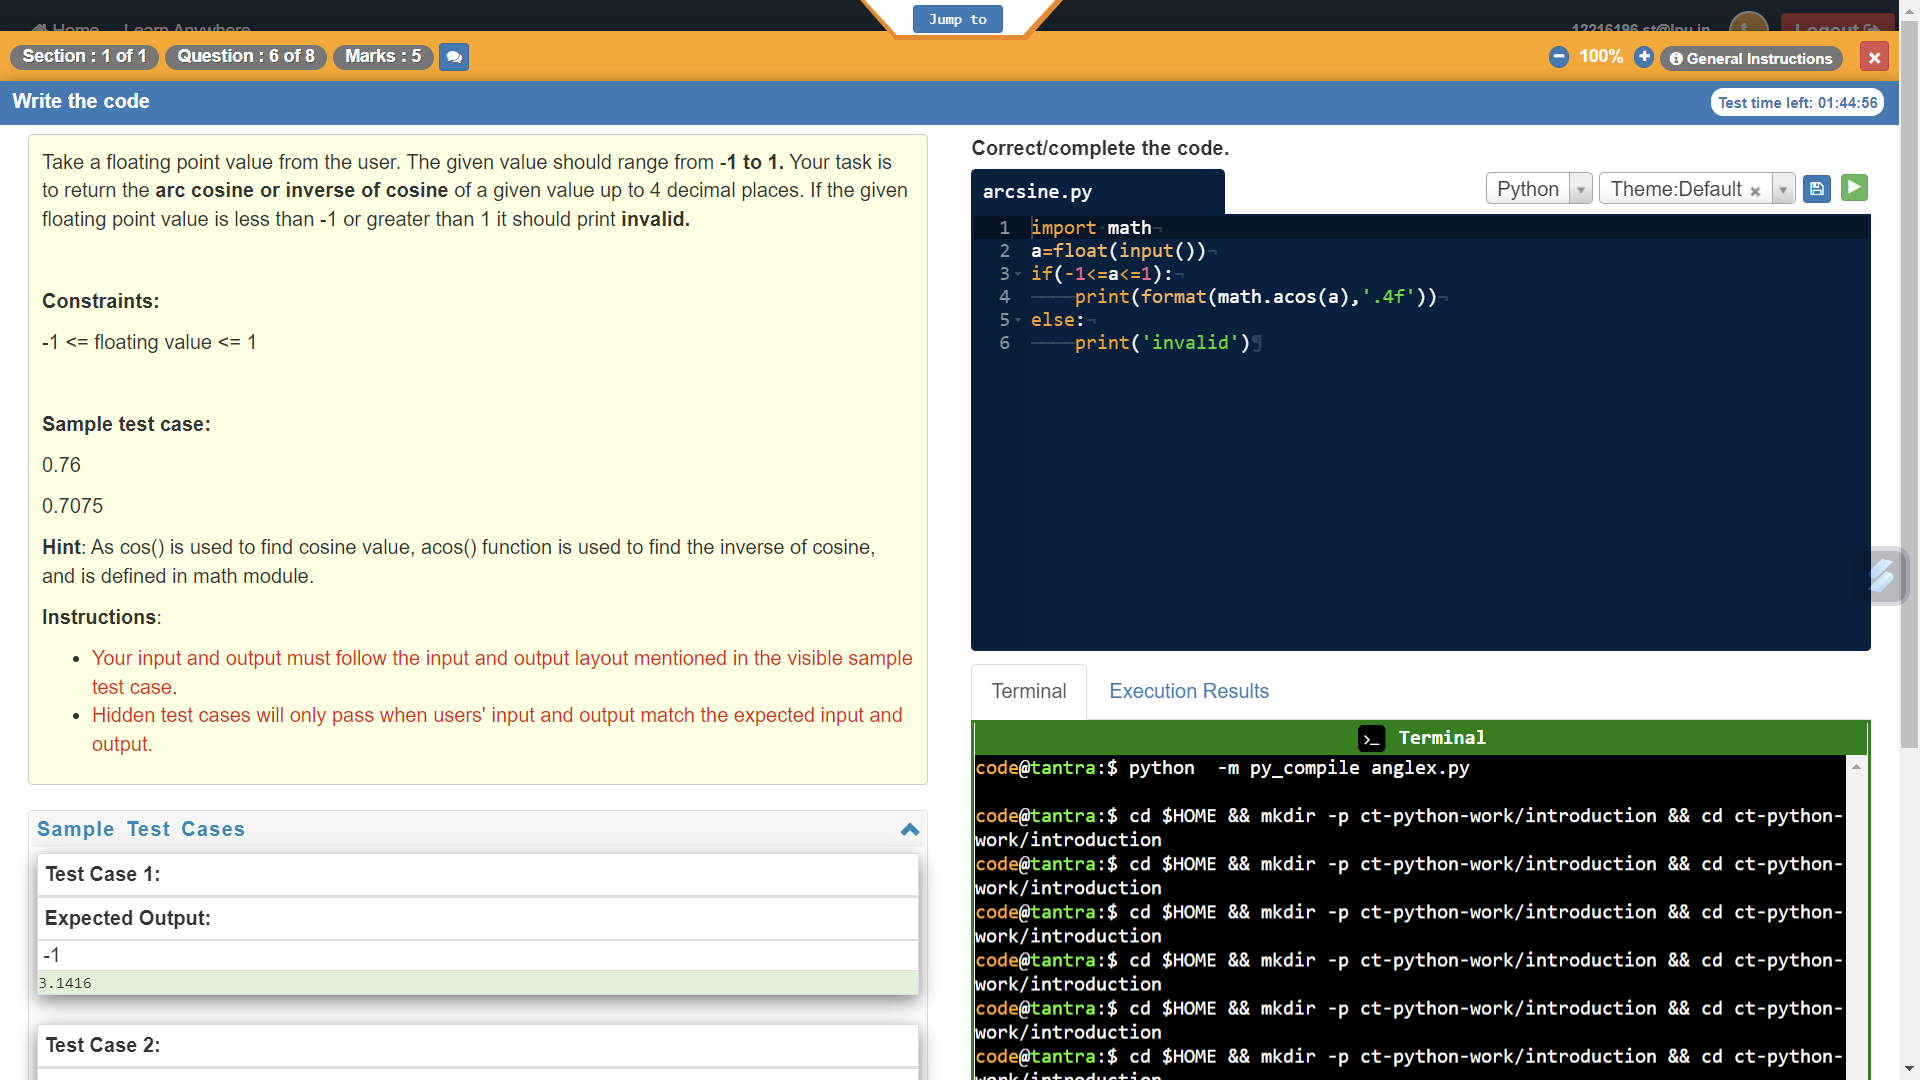 Home Learn Anywhere
Jump to
12216196.st@lpu.in
Logout
Section : 1 of 1 Question : 6 of 8 Marks : 5
100% General Instructions
Write the code
Test time left: 01:44:56
Take a floating point value from the user. The given value should range from -1 to 1. Your task is
to return the arc cosine or inverse of cosine of a given value up to 4 decimal places. If the given
floating point value is less than -1 or greater than 1 it should print invalid.
Constraints:
-1 <= floating value <= 1
Sample test case:
0.76
0.7075
Hint: As cos() is used to find cosine value, acos() function is used to find the inverse of cosine,
and is defined in math module.
Instructions:
• Your input and output must follow the input and output layout mentioned in the visible sample
test case.
• Hidden test cases will only pass when users' input and output match the expected input and
output.
Sample Test Cases
Test Case 1:
Expected Output:
-1
3.1416
Test Case 2:
Correct/complete the code.
arcsine.py
Python Theme:Default ×
1 import math
2 a=float(input())
3 if(-1<=a<=1):
4 print(format(math.acos(a),'.4f'))
5 else:
6 print('invalid')
Terminal Execution Results
>_ Terminal
code@tantra:$ python  -m py_compile anglex.py
code@tantra:$ cd $HOME && mkdir -p ct-python-work/introduction && cd ct-python-
work/introduction
code@tantra:$ cd $HOME && mkdir -p ct-python-work/introduction && cd ct-python-
work/introduction
code@tantra:$ cd $HOME && mkdir -p ct-python-work/introduction && cd ct-python-
work/introduction
code@tantra:$ cd $HOME && mkdir -p ct-python-work/introduction && cd ct-python-
work/introduction
code@tantra:$ cd $HOME && mkdir -p ct-python-work/introduction && cd ct-python-
work/introduction
code@tantra:$ cd $HOME && mkdir -p ct-python-work/introduction && cd ct-python-
work/introduction